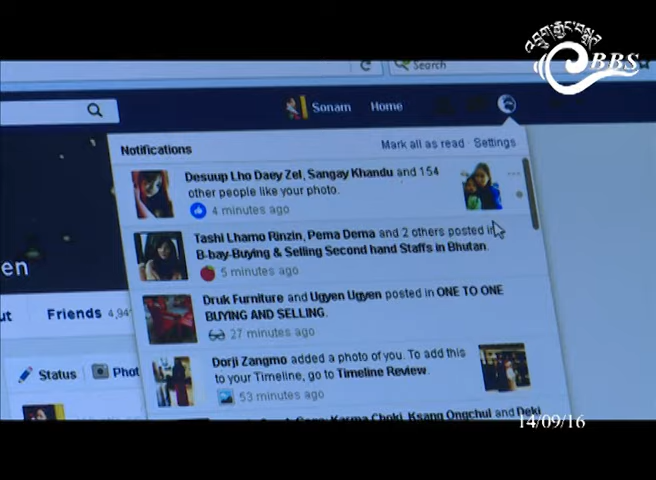 BBS
Search
Sonam Home
Notifications
Mark all as read · Settings
Desuup Lho Daey Zel, Sangay Khandu and 154
other people like your photo.
4 minutes ago
Tashi Lhamo Rinzin, Pema Dema and 2 others posted in
B-bay-Buying & Selling Second hand Staffs in Bhutan.
5 minutes ago
Druk Furniture and Ugyen Ugyen posted in ONE TO ONE
BUYING AND SELLING.
27 minutes ago
Dorji Zangmo added a photo of you. To add this
to your Timeline, go to Timeline Review.
53 minutes ago
Karma Choki, Ksang Ongchul and Deki
en
ut Friends 4,94
Status Phot
14/09/16